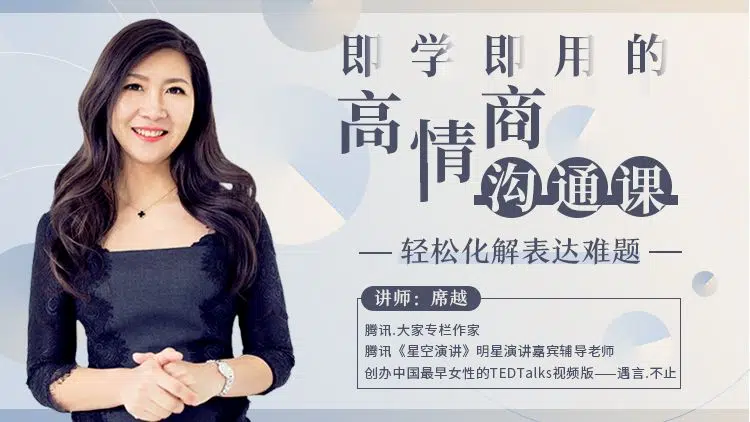 即学即用的
高情商
沟通课
轻松化解表达难题
讲师：席越
腾讯.大家专栏作家
腾讯《星空演讲》明星演讲嘉宾辅导老师
创办中国最早女性的TEDTalks视频版——遇言.不止